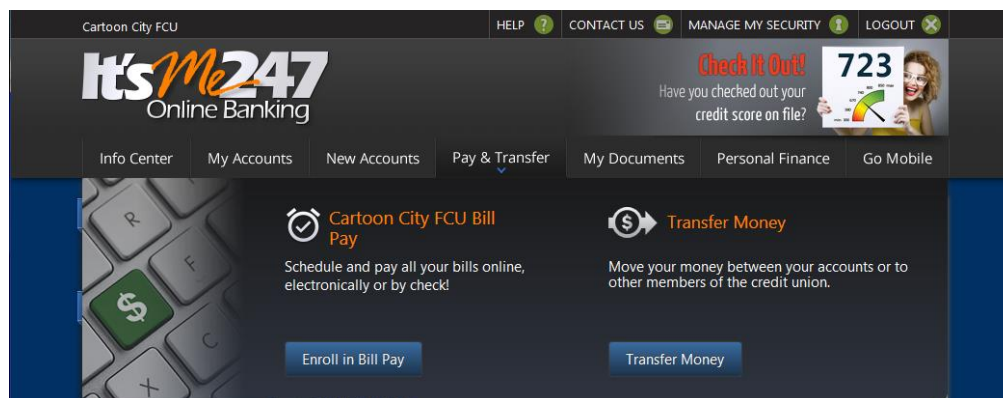 Cartoon City FCU
HELP ?
CONTACT US
MANAGE MY SECURITY
LOGOUT
It'sMe247
Online Banking
Check It Out!
Have you checked out your
credit score on file?
723
Info Center
My Accounts
New Accounts
Pay & Transfer
My Documents
Personal Finance
Go Mobile
R
F
$
C
X
Cartoon City FCU Bill
Pay
Schedule and pay all your bills online,
electronically or by check!
Enroll in Bill Pay
$
Transfer Money
Move your money between your accounts or to
other members of the credit union.
Transfer Money